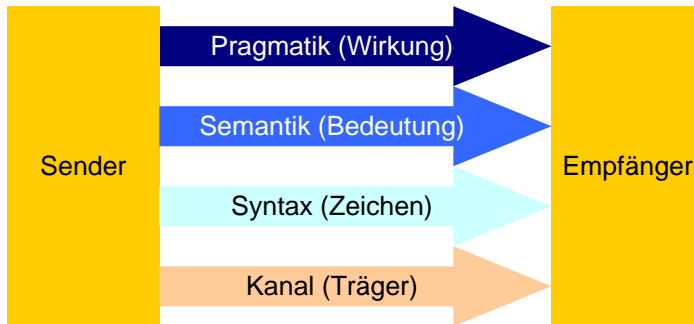 Pragmatik (Wirkung)
Semantik (Bedeutung)
Sender
Empfänger
Syntax (Zeichen)
Kanal (Träger)